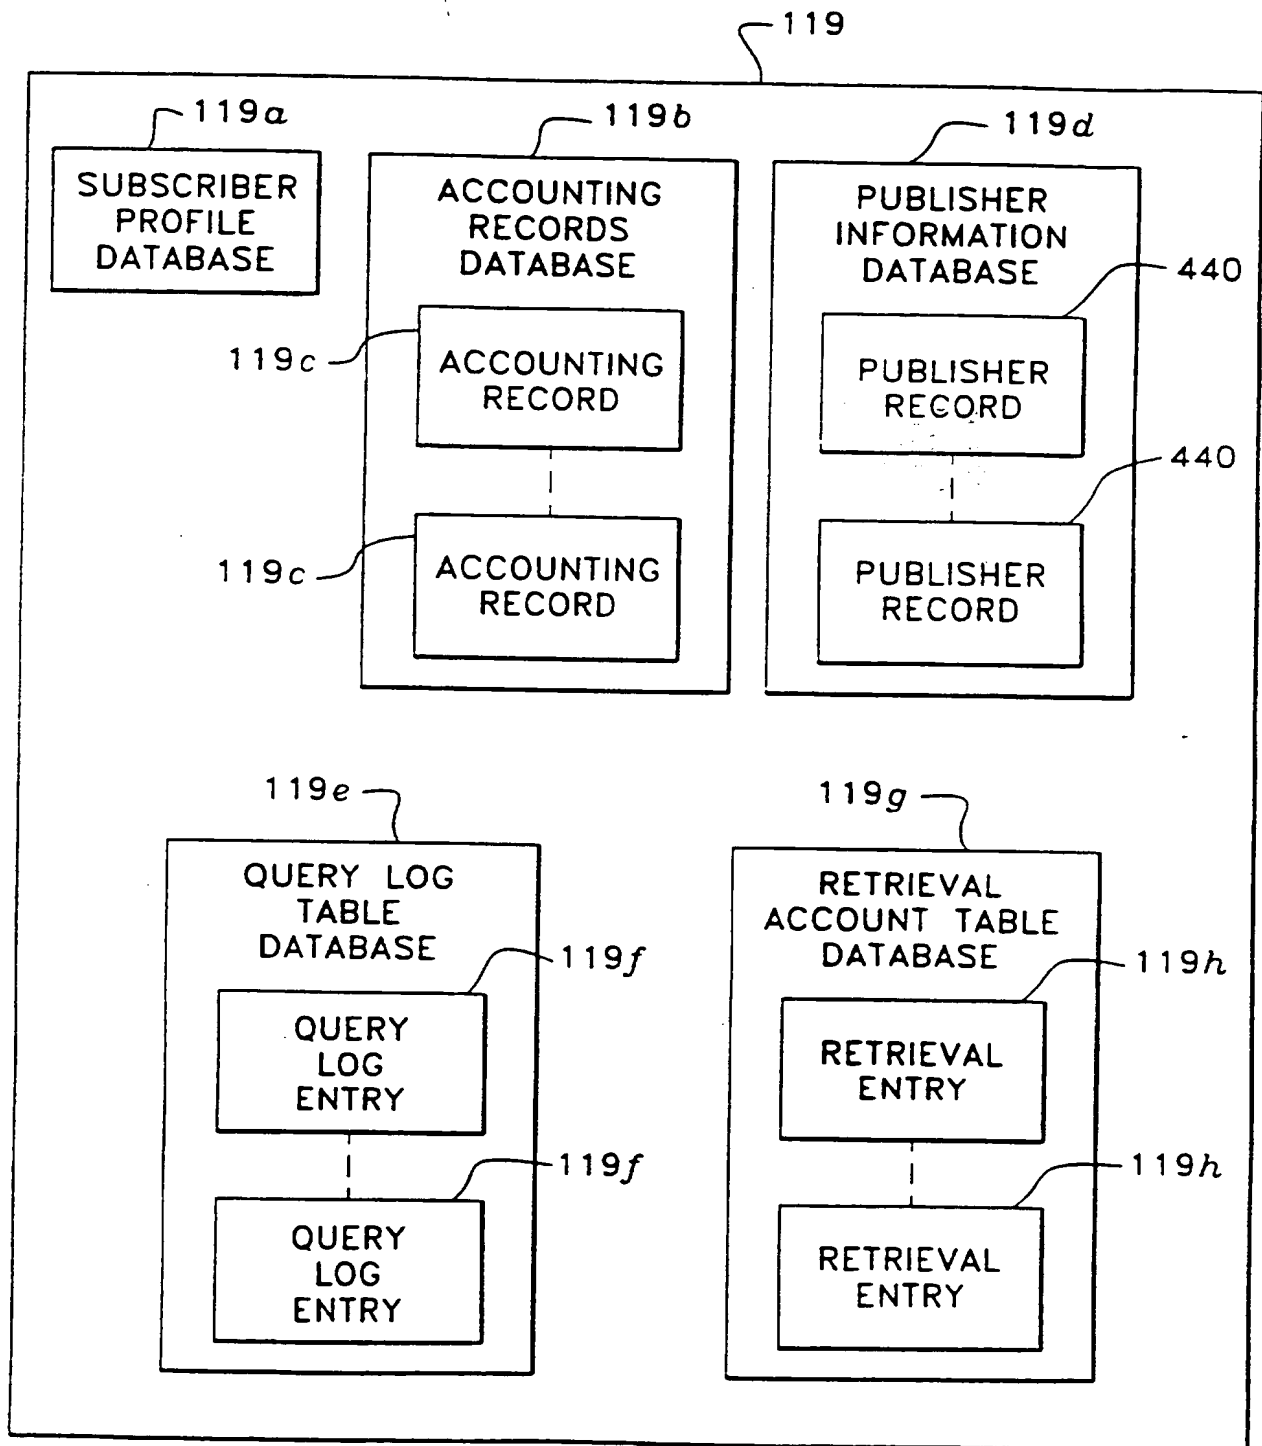 119
119a
SUBSCRIBER
PROFILE
DATABASE
119b
ACCOUNTING
RECORDS
DATABASE
119c
ACCOUNTING
RECORD
119c
ACCOUNTING
RECORD
119d
PUBLISHER
INFORMATION
DATABASE
440
PUBLISHER
RECORD
440
PUBLISHER
RECORD
119e
QUERY LOG
TABLE
DATABASE
119f
QUERY
LOG
ENTRY
119f
QUERY
LOG
ENTRY
119g
RETRIEVAL
ACCOUNT TABLE
DATABASE
119h
RETRIEVAL
ENTRY
119h
RETRIEVAL
ENTRY